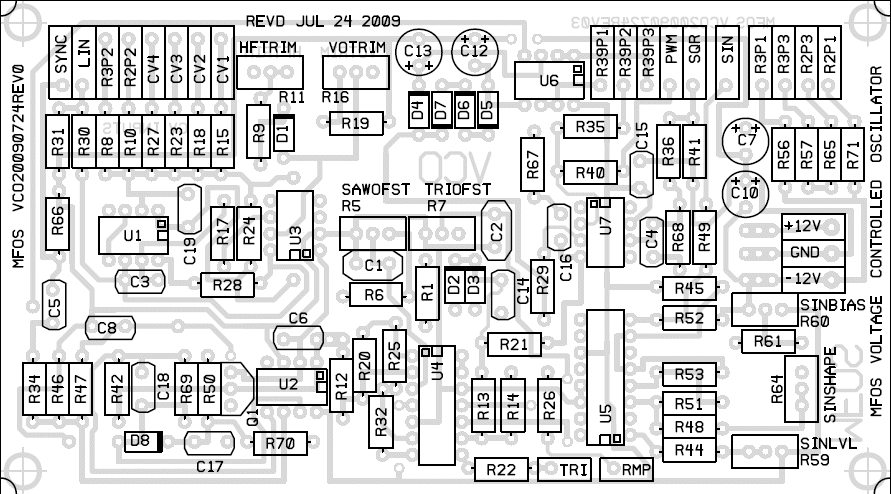 REVD JUL 24 2009
MFOS VCO20090724REV03
MFOS VCO20090724REV0
SYNC
LIN
R3P2
R2P2
CV4
CV3
CV2
CV1
HFTRIM
R11
VOTRIM
R16
C13
C12
U6
R39P1
R39P2
R39P3
PWM
SQR
SIN
R3P1
R3P3
R2P3
R2P1
R31
R30
R8
R10
R27
R23
R18
R15
R9
D1
R19
D4
D7
D6
D5
R67
R35
R40
C15
R36
R41
C7
C10
R56
R57
R65
R71
VCO
R66
U1
C19
R17
R24
U3
SAWOFST
R5
TRIOFST
R7
C2
C16
U7
C4
R68
R49
+12V
GND
-12V
C3
R28
C1
R6
R1
D2
D3
C14
R29
R45
R52
SINBIAS
R60
C5
C8
C6
R21
R61
R34
R46
R47
R42
C18
R69
R50
Q1
U2
R12
R20
R25
R32
U4
R13
R14
R26
U5
R53
R51
R48
R44
R64
SINSHAPE
MFOS
D8
C17
R70
R22
TRI
RMP
SINLVL
R59
MFOS VOLTAGE CONTROLLED OSCILLATOR